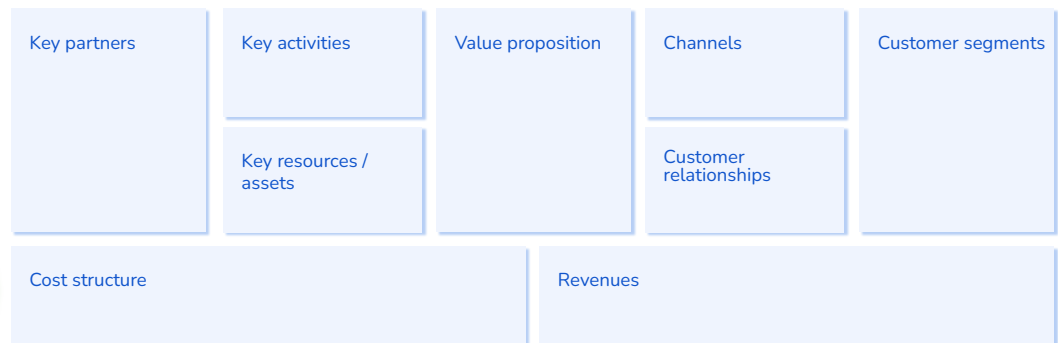 Key partners
Key activities
Value proposition
Channels
Customer segments
Key resources /
assets
Customer
relationships
Cost structure
Revenues